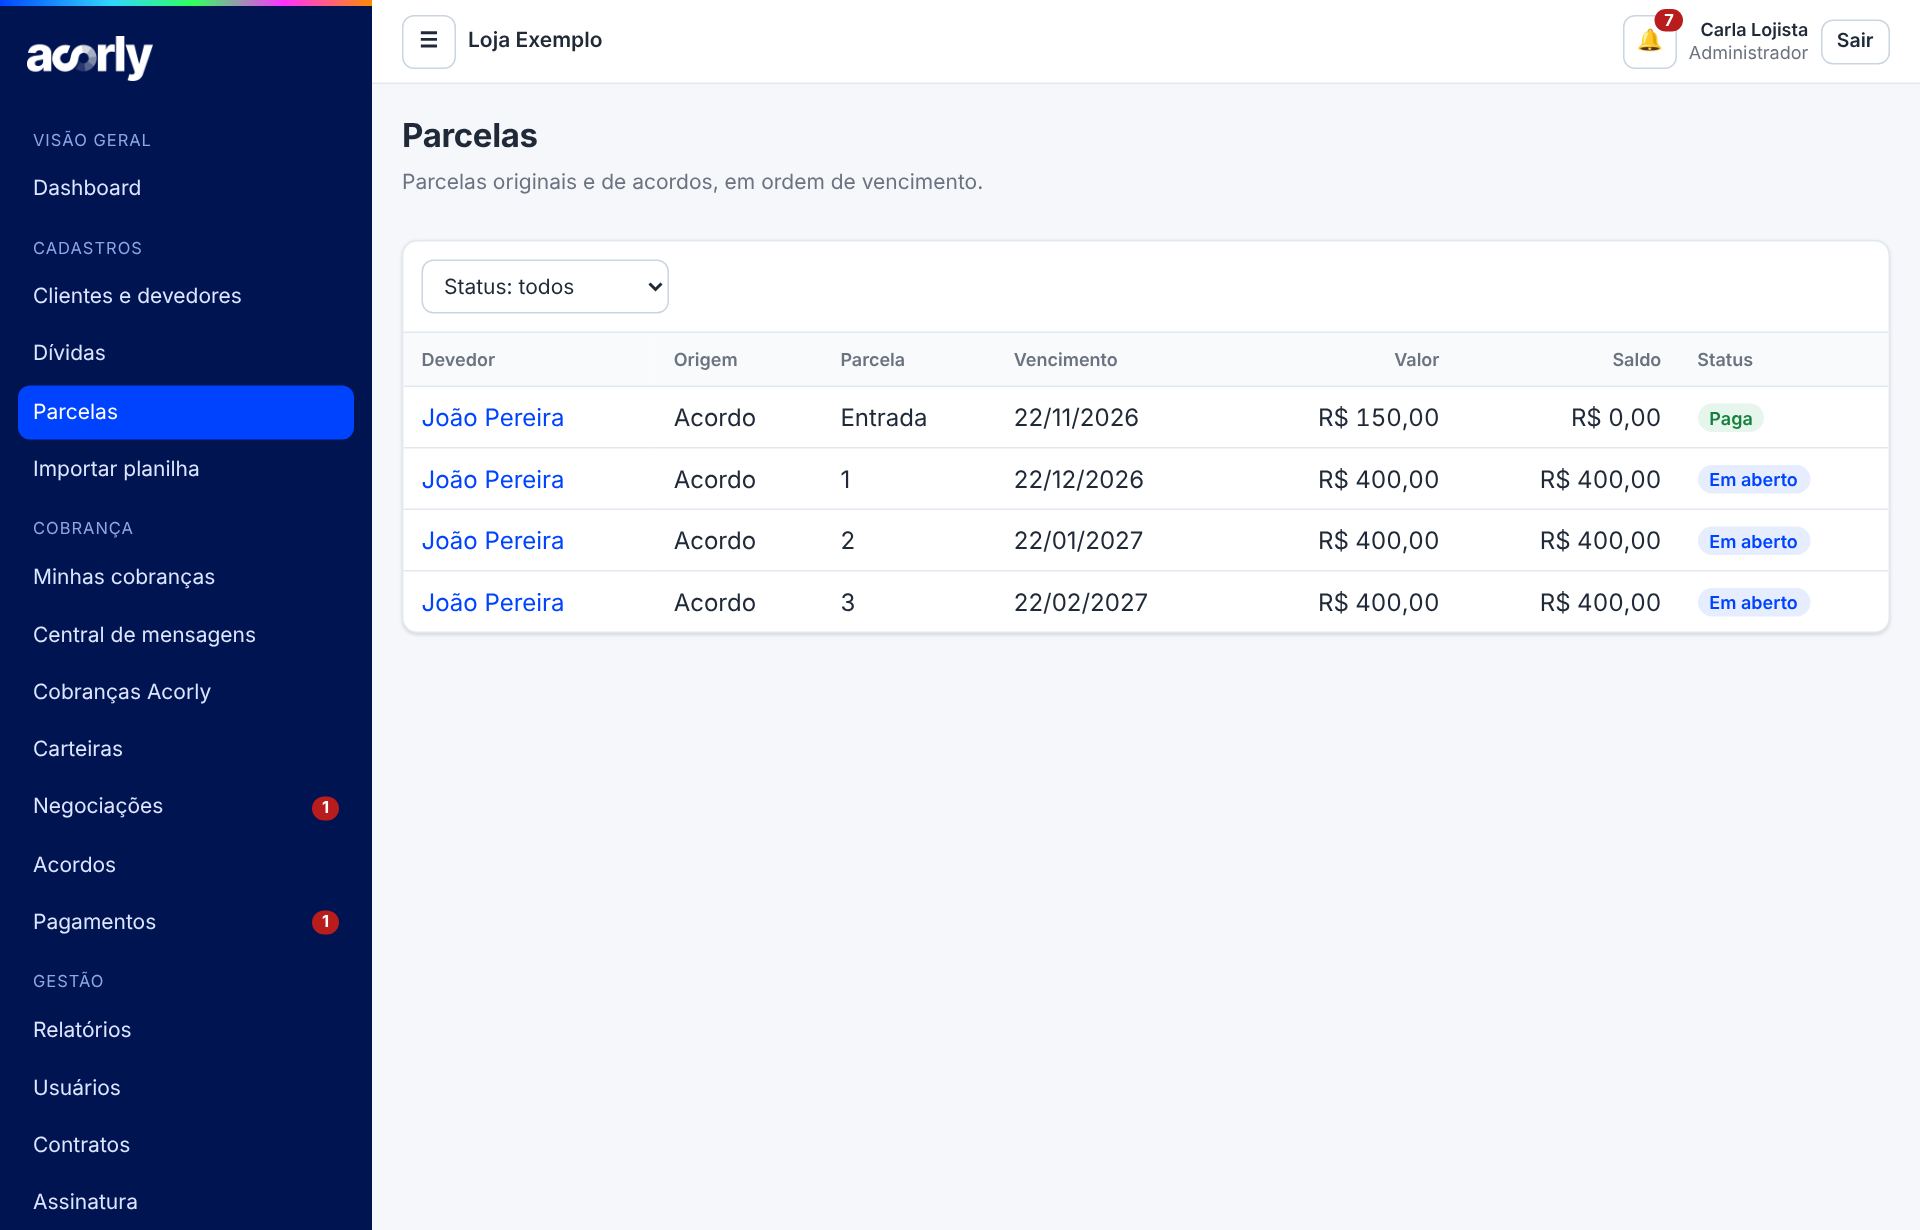 acorly
VISÃO GERAL
Dashboard
CADASTROS
Clientes e devedores
Dívidas
Parcelas
Importar planilha
COBRANÇA
Minhas cobranças
Central de mensagens
Cobranças Acorly
Carteiras
Negociações 1
Acordos
Pagamentos 1
GESTÃO
Relatórios
Usuários
Contratos
Assinatura
☰ Loja Exemplo
7
Carla Lojista
Administrador
Sair
Parcelas
Parcelas originais e de acordos, em ordem de vencimento.
Status: todos
Devedor Origem Parcela Vencimento Valor Saldo Status
João Pereira Acordo Entrada 22/11/2026 R$ 150,00 R$ 0,00 Paga
João Pereira Acordo 1 22/12/2026 R$ 400,00 R$ 400,00 Em aberto
João Pereira Acordo 2 22/01/2027 R$ 400,00 R$ 400,00 Em aberto
João Pereira Acordo 3 22/02/2027 R$ 400,00 R$ 400,00 Em aberto